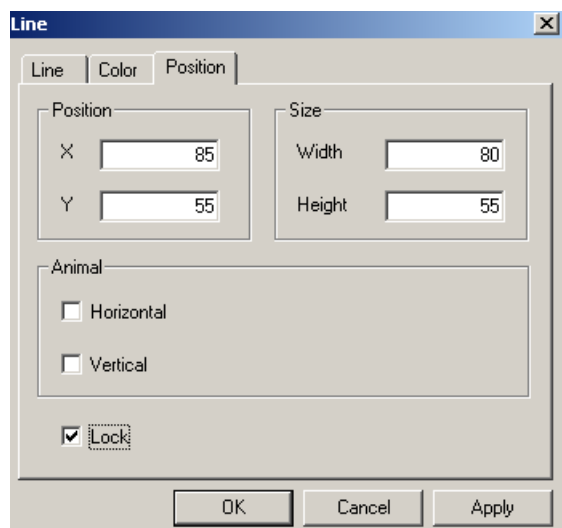 Line
Line Color Position
Position Size
X 85 Width 80
Y 55 Height 55
Animal
Horizontal
Vertical
Lock
OK Cancel Apply